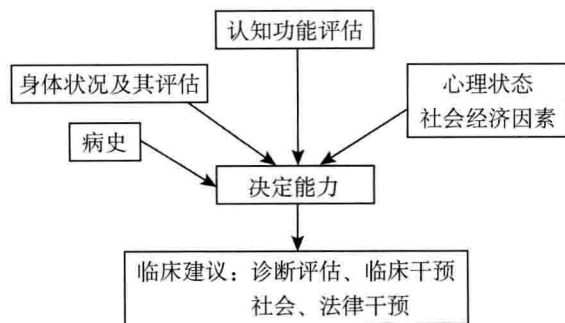 认知功能评估
身体状况及其评估
心理状态
社会经济因素
病史
决定能力
临床建议：诊断评估、临床干预
社会、法律干预